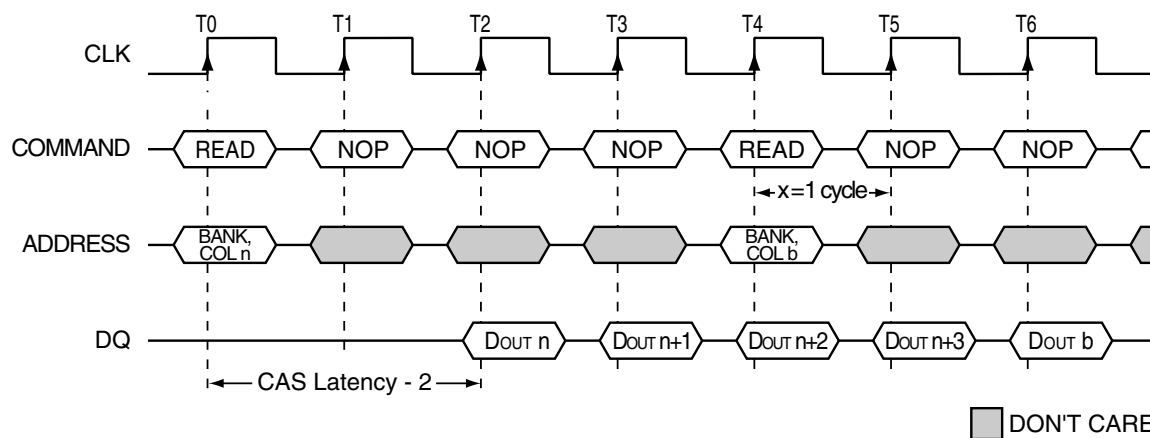 T0 T1 T2 T3 T4 T5 T6
CLK
COMMAND READ NOP NOP NOP READ NOP NOP
x=1 cycle
ADDRESS BANK, COL n BANK, COL b
DQ DOUT n DOUT n+1 DOUT n+2 DOUT n+3 DOUT b
CAS Latency - 2
DON'T CARE